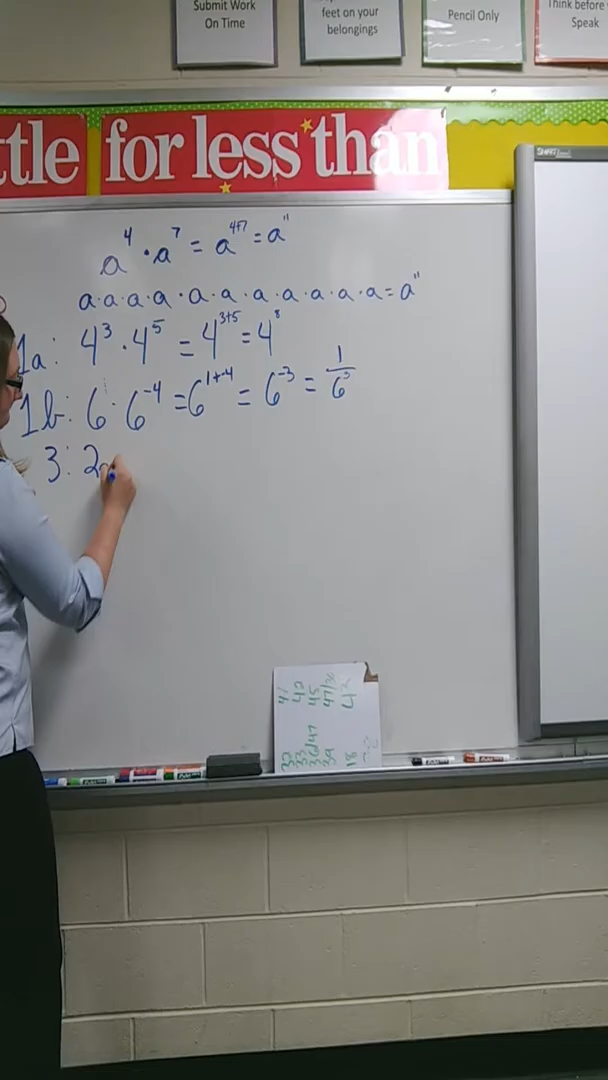 Submit Work
On Time
feet on your
belongings
Pencil Only
Think before
Speak
ttle for less than
SMART
a⁴ · a⁷ = a⁴⁺⁷ = a¹¹
a·a·a·a · a·a·a·a·a·a·a = a¹¹
1a: 4³ · 4⁵ = 4³⁺⁵ = 4⁸
1b: 6¹ · 6⁻⁴ = 6¹⁺⁻⁴ = 6⁻³ = 1/6³
3: 2